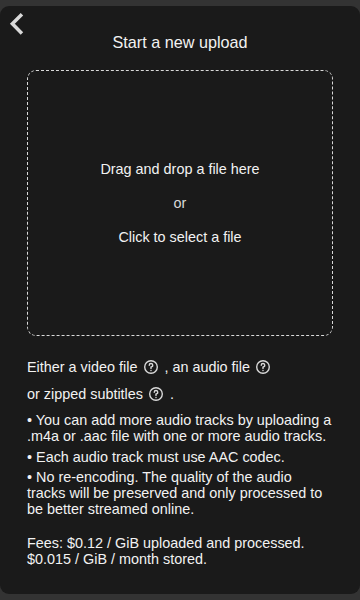 Start a new upload
Drag and drop a file here
or
Click to select a file
Either a video file ? , an audio file ?
or zipped subtitles ? .
• You can add more audio tracks by uploading a
.m4a or .aac file with one or more audio tracks.
• Each audio track must use AAC codec.
• No re-encoding. The quality of the audio
tracks will be preserved and only processed to
be better streamed online.
Fees: $0.12 / GiB uploaded and processed.
$0.015 / GiB / month stored.